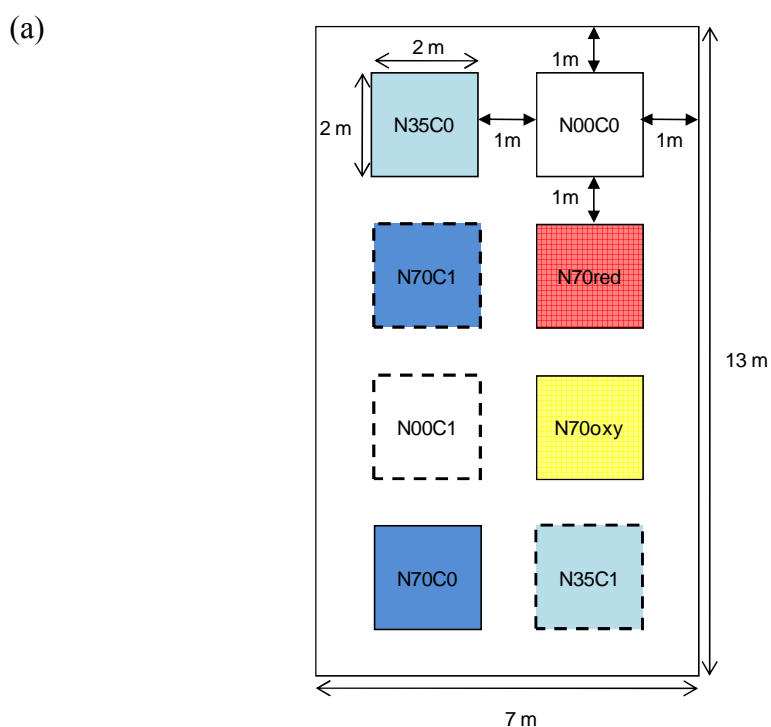 (a)
2 m
1m
2 m
N35C0
1m
N00C0
1m
1m
N70C1
N70red
13 m
N00C1
N70oxy
N70C0
N35C1
7 m